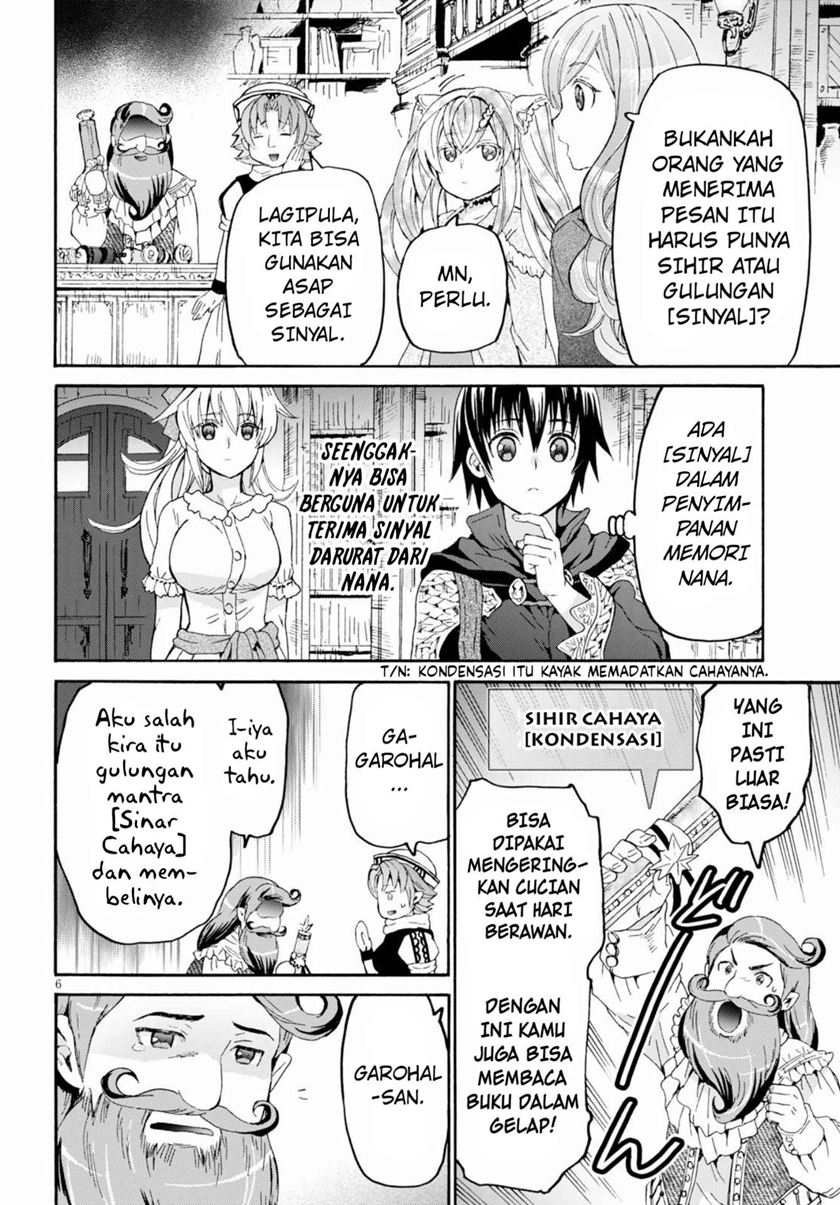 BUKANKAH
ORANG YANG
MENERIMA
PESAN ITU
HARUS PUNYA
SIHIR ATAU
GULUNGAN
[SINYAL]?
MN,
PERLU.
LAGIPULA,
KITA BISA
GUNAKAN
ASAP
SEBAGAI
SINYAL.
ADA
[SINYAL]
DALAM
PENYIM-
PANAN
MEMORI
NANA.
SEENGGAK-
NYA BISA
BERGUNA UNTUK
TERIMA SINYAL
DARURAT DARI
NANA.
T/N: KONDENSASI ITU KAYAK MEMADATKAN CAHAYANYA.
YANG
INI
PASTI
LUAR
BIASA!
SIHIR CAHAYA
[KONDENSASI]
BISA
DIPAKAI
MENGERING-
KAN CUCIAN
SAAT HARI
BERAWAN.
DENGAN
INI KAMU
JUGA BISA
MEMBACA
BUKU DALAM
GELAP!
どーん
GA-
GAROHAL
...
I-iya
aku
tahu.
Aku salah
kira itu
gulungan
mantra
[Sinar
Cahaya]
dan mem-
belinya.
GAROHAL
-SAN.
6